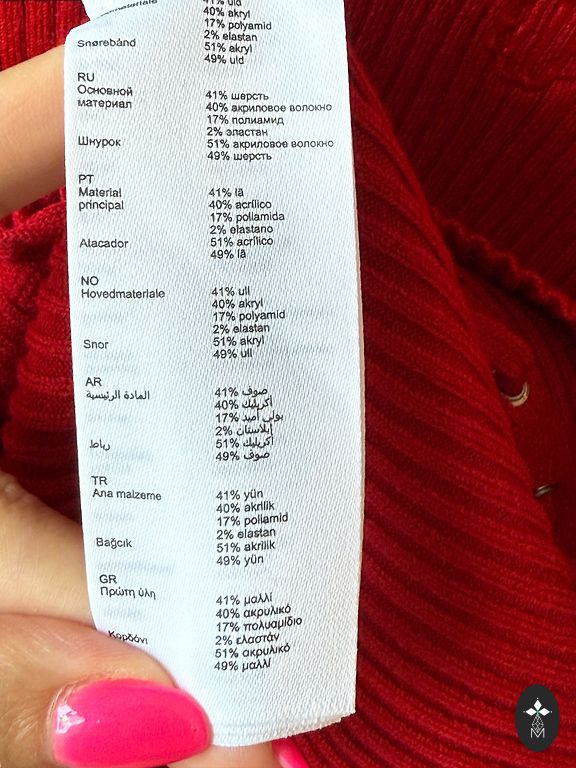 41% uld
40% akryl
17% polyamid
2% elastan
Snørebånd 51% akryl
49% uld
RU
Основной 41% шерсть
материал 40% акриловое волокно
17% полиамид
2% эластан
Шнурок 51% акриловое волокно
49% шерсть
PT
Material 41% lã
principal 40% acrílico
17% poliamida
2% elastano
Atacador 51% acrílico
49% lã
NO
Hovedmateriale 41% ull
40% akryl
17% polyamid
2% elastan
Snor 51% akryl
49% ull
AR
المادة الرئيسية 41% صوف
40% أكريليك
17% بولي أميد
2% إيلاستان
رباط 51% أكريليك
49% صوف
TR
Ana malzeme 41% yün
40% akrilik
17% poliamid
2% elastan
Bağcık 51% akrilik
49% yün
GR
Πρώτη ύλη 41% μαλλί
40% ακρυλικό
17% πολυαμίδιο
2% ελαστάν
Κορδόνι 51% ακρυλικό
49% μαλλί
M